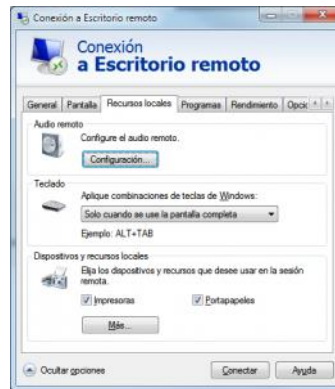 Conexión a Escritorio remoto
Conexión
a Escritorio remoto
General Pantalla Recursos locales Programas Rendimiento Opcic
Audio remoto
Configure el audio remoto.
Configuración...
Teclado
Aplique combinaciones de teclas de Windows:
Solo cuando se use la pantalla completa
Ejemplo: ALT+TAB
Dispositivos y recursos locales
Elija los dispositivos y recursos que desee usar en la sesión
remota.
Impresoras Portapapeles
Más...
Ocultar opciones Conectar Ayuda